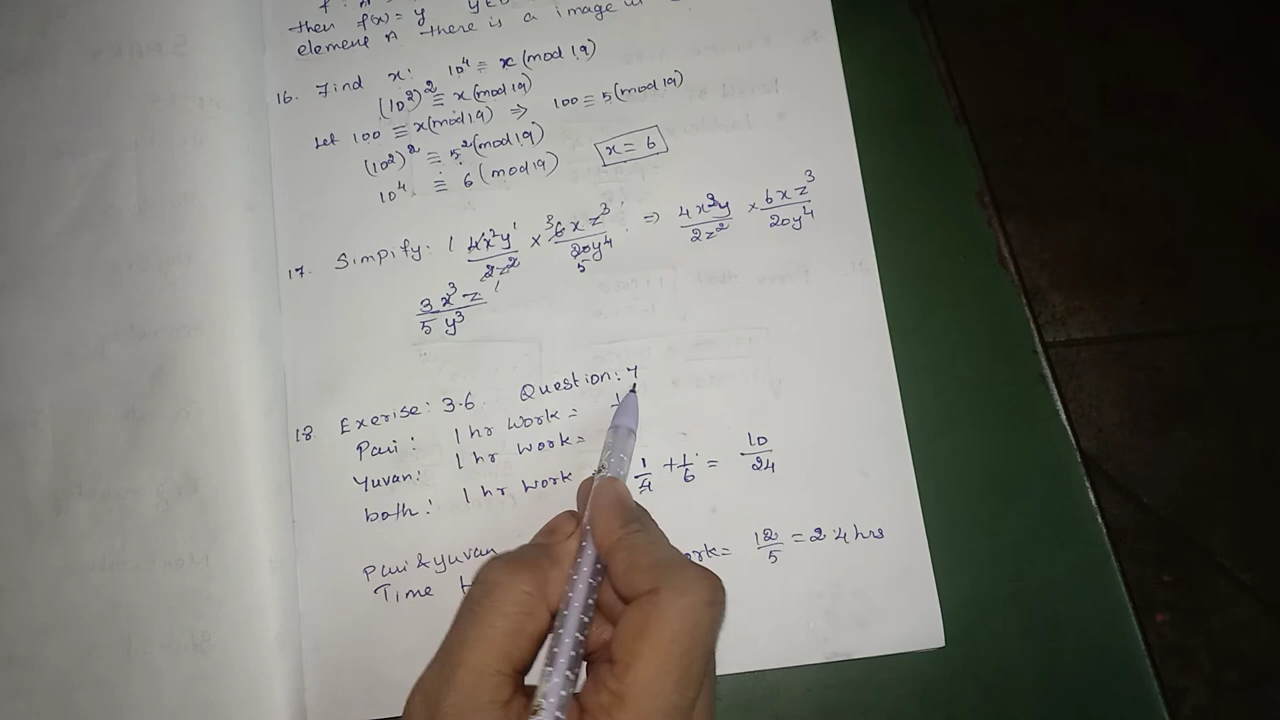 then f(x) = y
element n there is a image
16. Find x: 10⁴ ≡ x (mod 19)
(10²)² ≡ x (mod 19)
Let 100 ≡ x (mod 19) ⇒ 100 ≡ 5 (mod 19)
(10²)² ≡ 5² (mod 19)
10⁴ ≡ 6 (mod 19) x = 6
17. Simpify: 4x²y/2z² × 6xz³/20y⁴ ⇒ 4x²y/2z² × 6xz³/20y⁴
3x³z/5y³
18. Exerise: 3.6. Question: 7
Pari: 1 hr work =
Yuvan: 1 hr work =
both: 1 hr work 1/4 + 1/6 = 10/24
Pari & yuvan
Time = 12/5 = 2.4 hrs